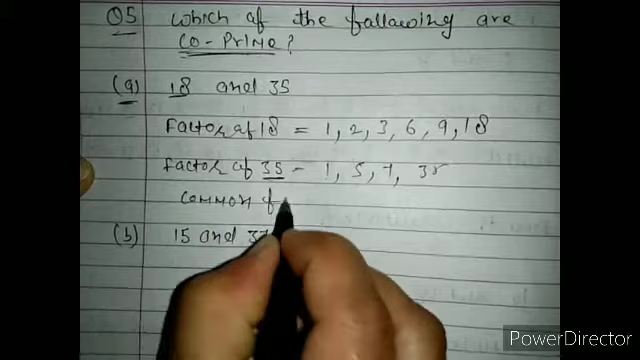 Q5 Which of the following are
Co-Prime?
(a) 18 and 35
Factor of 18 = 1, 2, 3, 6, 9, 18
Factor of 35 - 1, 5, 7, 35
Common f
(b) 15 and 37
PowerDirector